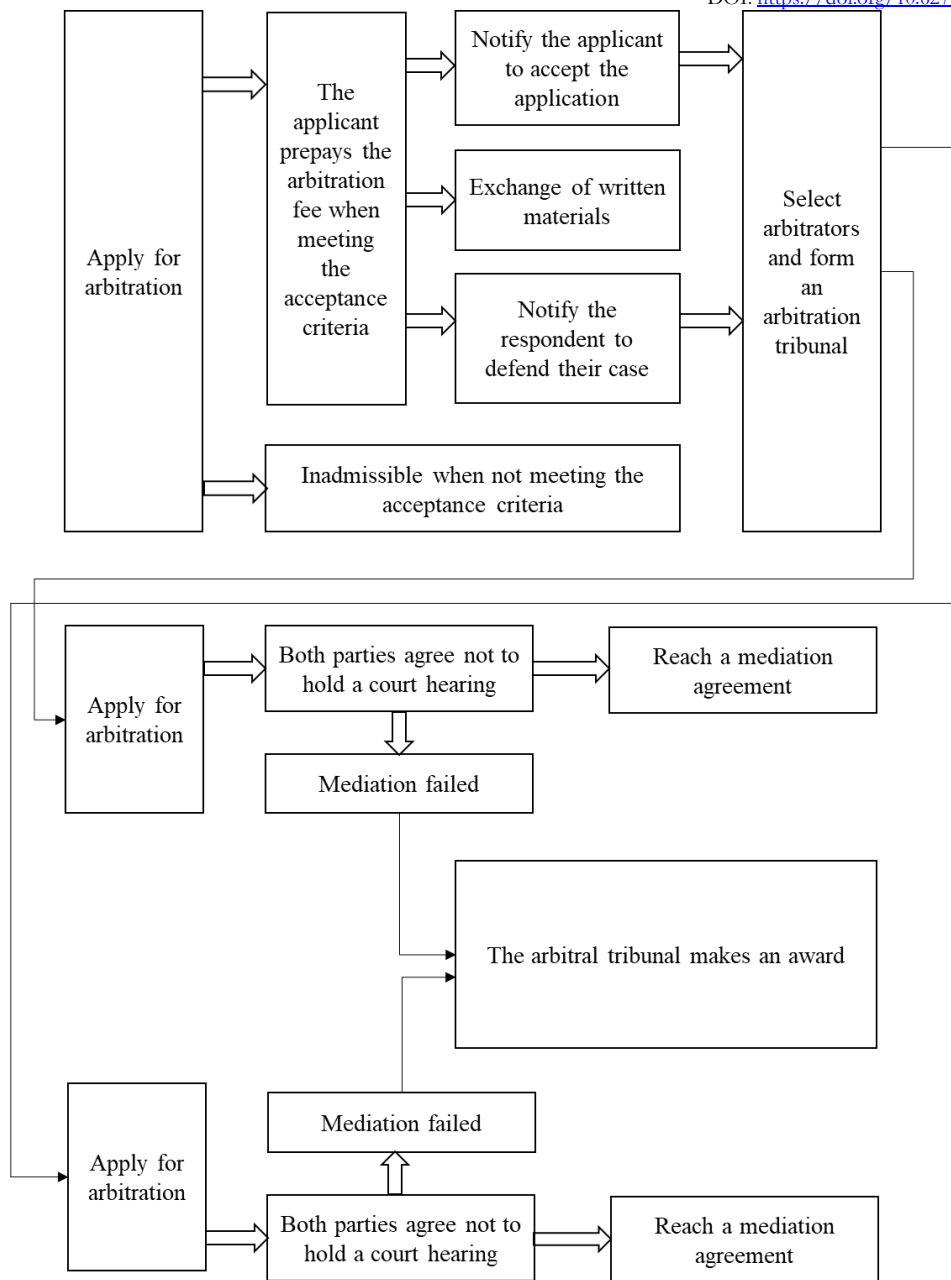 DOI: https://doi.org/10.627
Apply for
arbitration
The
applicant
prepays the
arbitration
fee when
meeting
the
acceptance
criteria
Notify the applicant
to accept the
application
Exchange of written
materials
Notify the
respondent to
defend their case
Select
arbitrators
and form
an
arbitration
tribunal
Inadmissible when not meeting the
acceptance criteria
Apply for
arbitration
Both parties agree not to
hold a court hearing
Reach a mediation
agreement
Mediation failed
The arbitral tribunal makes an award
Mediation failed
Apply for
arbitration
Both parties agree not to
hold a court hearing
Reach a mediation
agreement